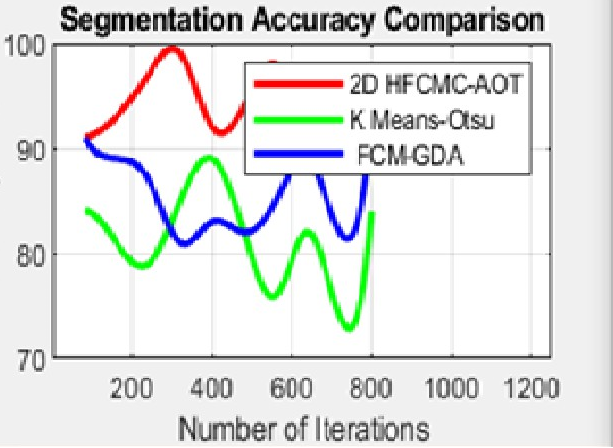 Segmentation Accuracy Comparison
100
90
80
70
2D HFCMC-AOT
K Means-Otsu
FCM-GDA
200 400 600 800 1000 1200
Number of Iterations